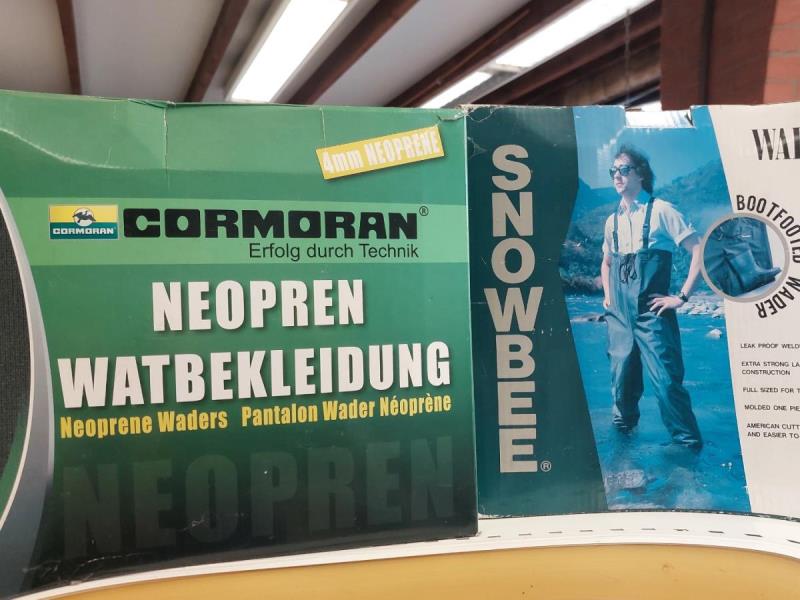 4mm NEOPRENE
CORMORAN
CORMORAN®
Erfolg durch Technik
NEOPREN
WATBEKLEIDUNG
Neoprene Waders Pantalon Wader Néoprène
NEOPREN
SNOWBEE®
BOOTFOOTED WADER
LEAK PROOF
EXTRA STRONG
CONSTRUCTION
FULL SIZED FOR
MOLDED ONE
AMERICAN
AND EASIER TO